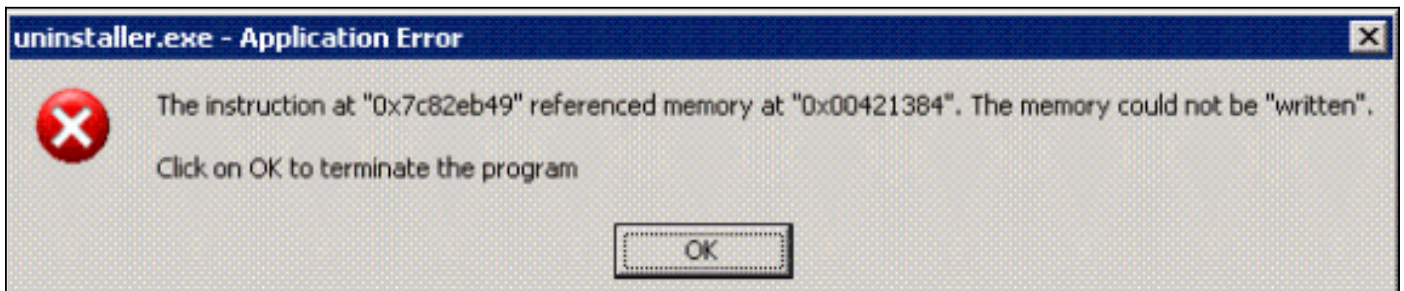 uninstaller.exe - Application Error
The instruction at "0x7c82eb49" referenced memory at "0x00421384". The memory could not be "written".
Click on OK to terminate the program
OK